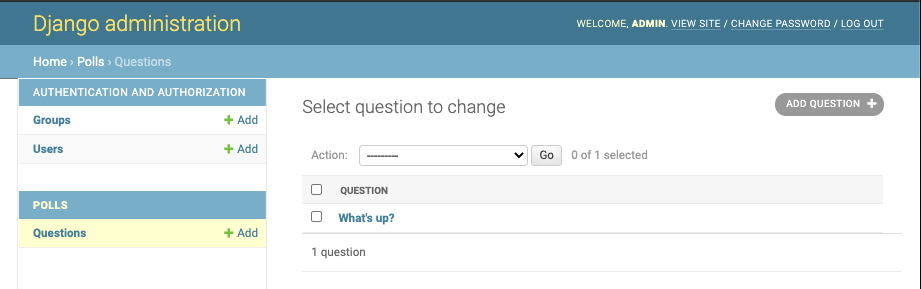 Django administration
WELCOME, ADMIN. VIEW SITE / CHANGE PASSWORD / LOG OUT
Home › Polls › Questions
AUTHENTICATION AND AUTHORIZATION
Groups + Add
Users + Add
POLLS
Questions + Add
Select question to change
ADD QUESTION +
Action: --------- Go 0 of 1 selected
QUESTION
What's up?
1 question